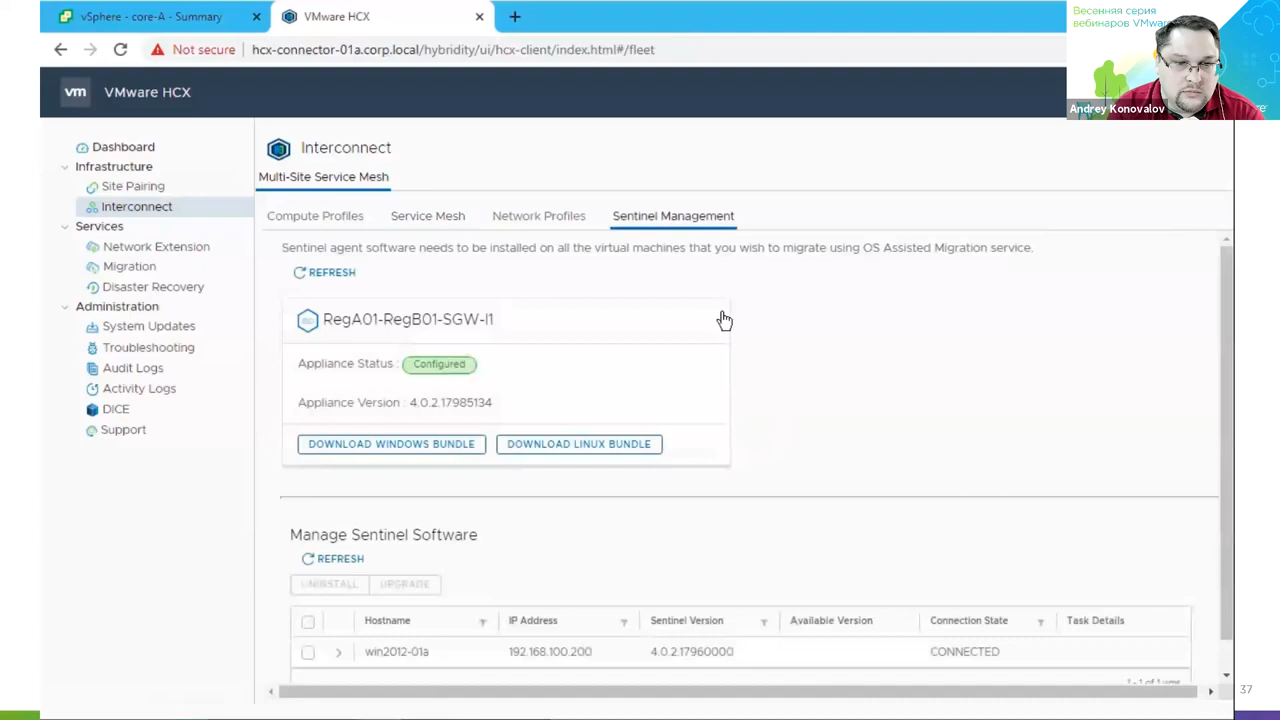 vSphere - core-A - Summary
VMware HCX
Not secure
hcx-connector-01a.corp.local/hybridity/ui/hcx-client/index.html#/fleet
Весенняя серия
вебинаров VMware
Andrey Konovalov
vm
VMware HCX
Dashboard
Infrastructure
Site Pairing
Interconnect
Services
Network Extension
Migration
Disaster Recovery
Administration
System Updates
Troubleshooting
Audit Logs
Activity Logs
DICE
Support
Interconnect
Multi-Site Service Mesh
Compute Profiles
Service Mesh
Network Profiles
Sentinel Management
Sentinel agent software needs to be installed on all the virtual machines that you wish to migrate using OS Assisted Migration service.
REFRESH
RegA01-RegB01-SGW-I1
Appliance Status : Configured
Appliance Version : 4.0.2.17985134
DOWNLOAD WINDOWS BUNDLE
DOWNLOAD LINUX BUNDLE
Manage Sentinel Software
REFRESH
UNINSTALL
UPGRADE
Hostname
IP Address
Sentinel Version
Available Version
Connection State
Task Details
win2012-01a
192.168.100.200
4.0.2.17960000
CONNECTED
37